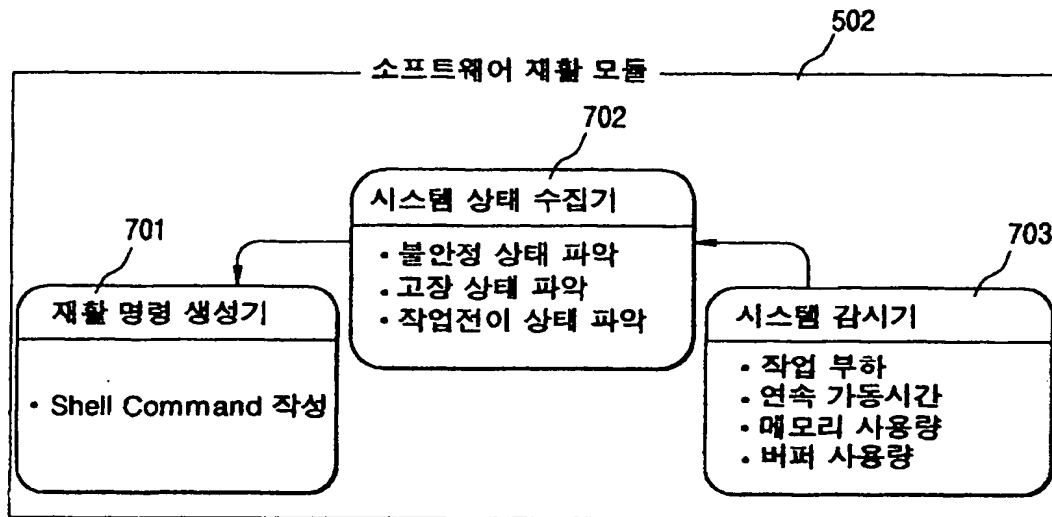 502
소프트웨어 재활 모듈
702
시스템 상태 수집기
• 불안정 상태 파악
• 고장 상태 파악
• 작업전이 상태 파악
701
재활 명령 생성기
• Shell Command 작성
703
시스템 감시기
• 작업 부하
• 연속 가동시간
• 메모리 사용량
• 버퍼 사용량